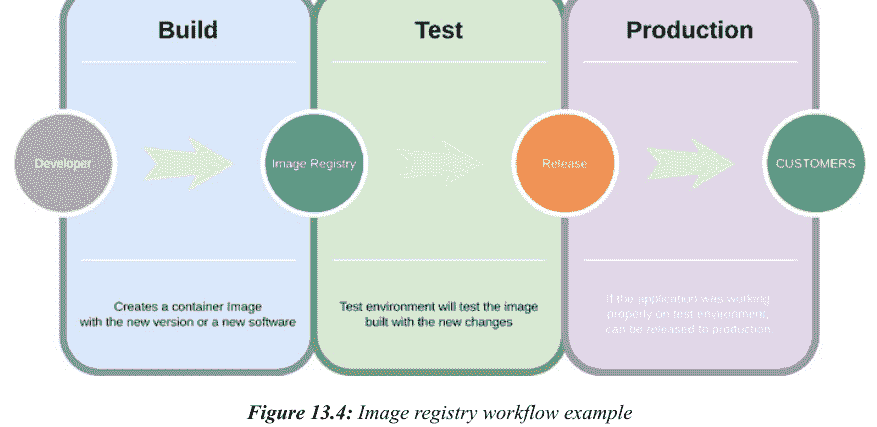 Build
Test
Production
Developer
Image Registry
Release
CUSTOMERS
Creates a container Image
with the new version or a new software
Test environment will test the image
built with the new changes
If the application was working
properly on test environment,
can be released to production.
Figure 13.4: Image registry workflow example